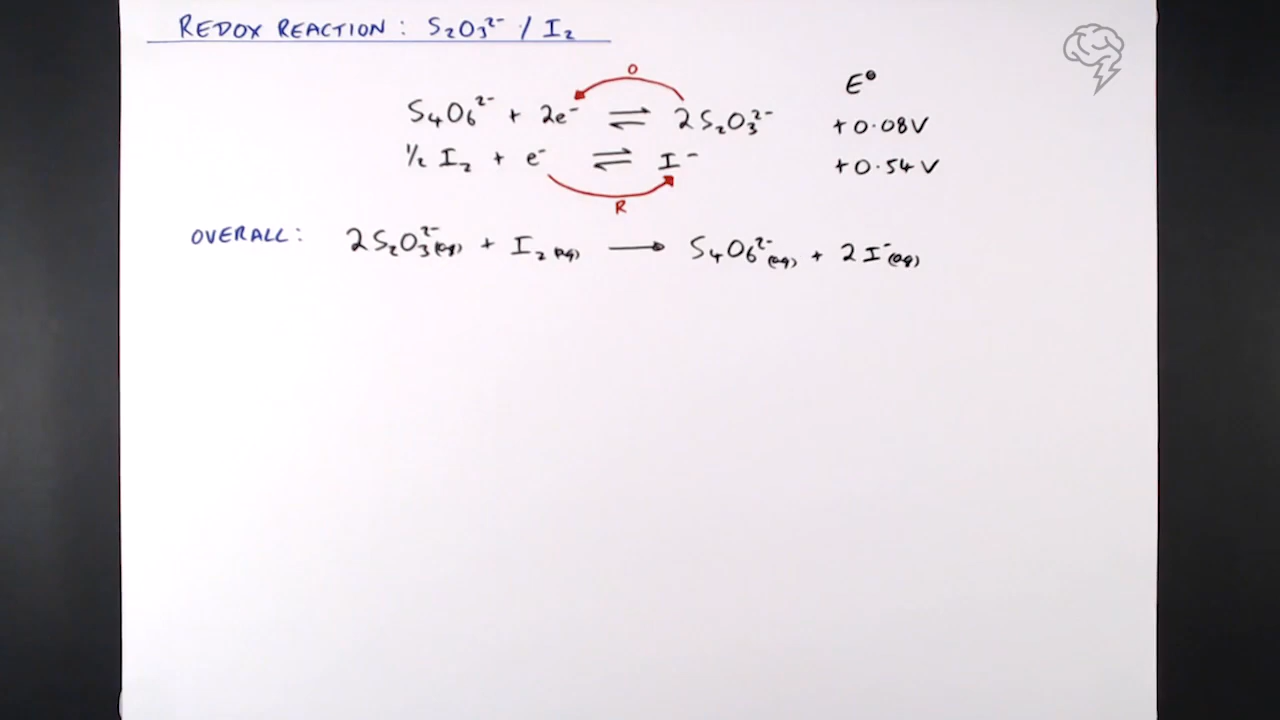 REDOX REACTION : S₂O₃²⁻ / I₂
O
E⦵
S₄O₆²⁻ + 2e⁻ ⇌ 2S₂O₃²⁻ +0.08V
½ I₂ + e⁻ ⇌ I⁻ +0.54V
R
OVERALL: 2S₂O₃²⁻(aq) + I₂(aq) ⟶ S₄O₆²⁻(aq) + 2I⁻(aq)